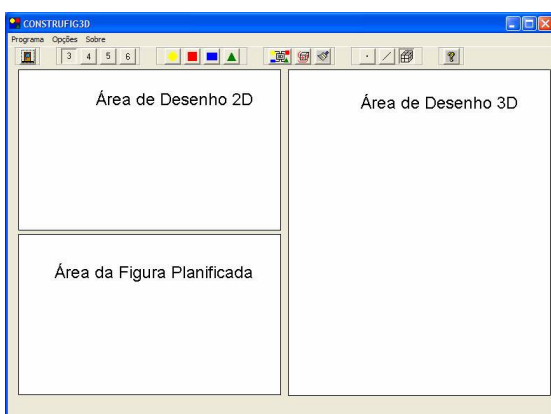 CONSTRUFIG3D
Programa Opções Sobre
3 4 5 6 ?
Área de Desenho 2D
Área de Desenho 3D
Área da Figura Planificada